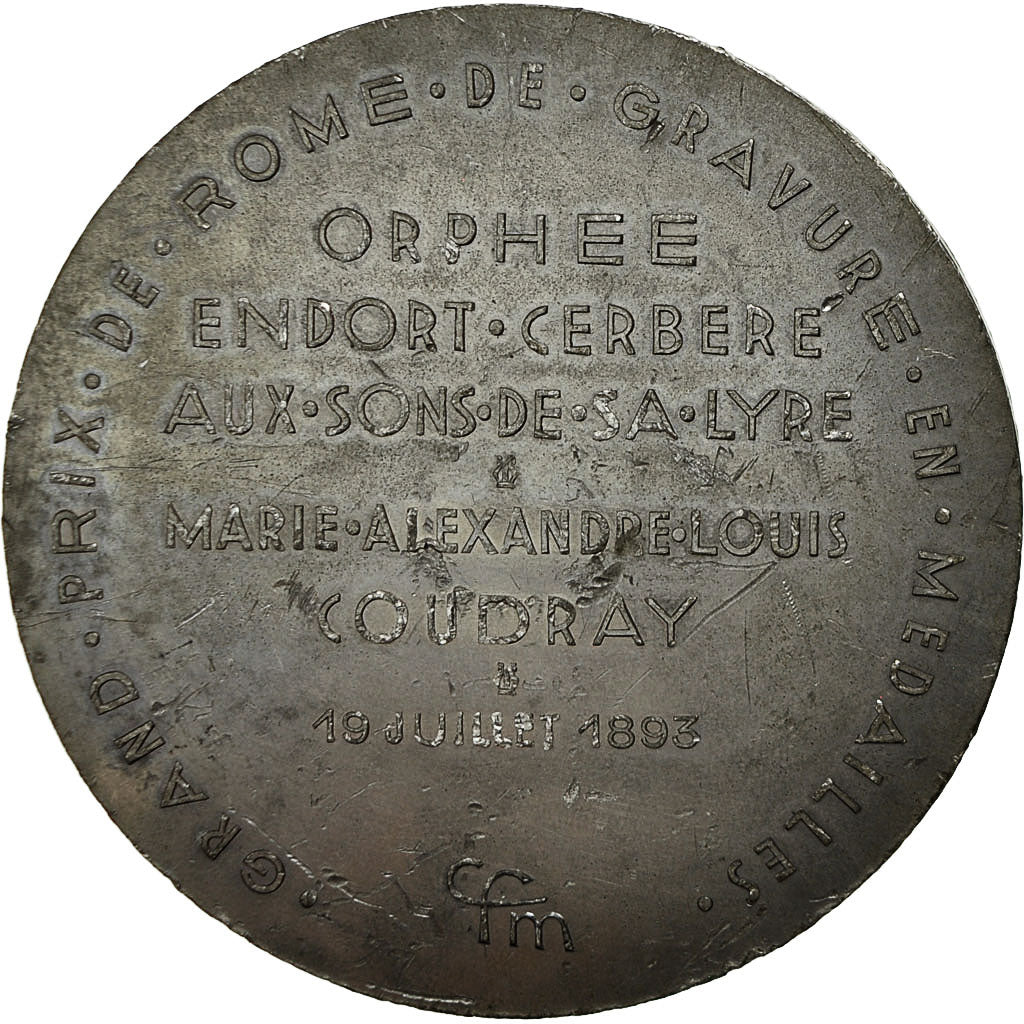 GRAND·PRIX·DE·ROME·DE·GRAVURE·EN·MEDAILLES·
ORPHEE
ENDORT·CERBERE
AUX·SONS·DE·SA·LYRE
MARIE·ALEXANDRE·LOUIS
COUDRAY
19 JUILLET 1893
cfm